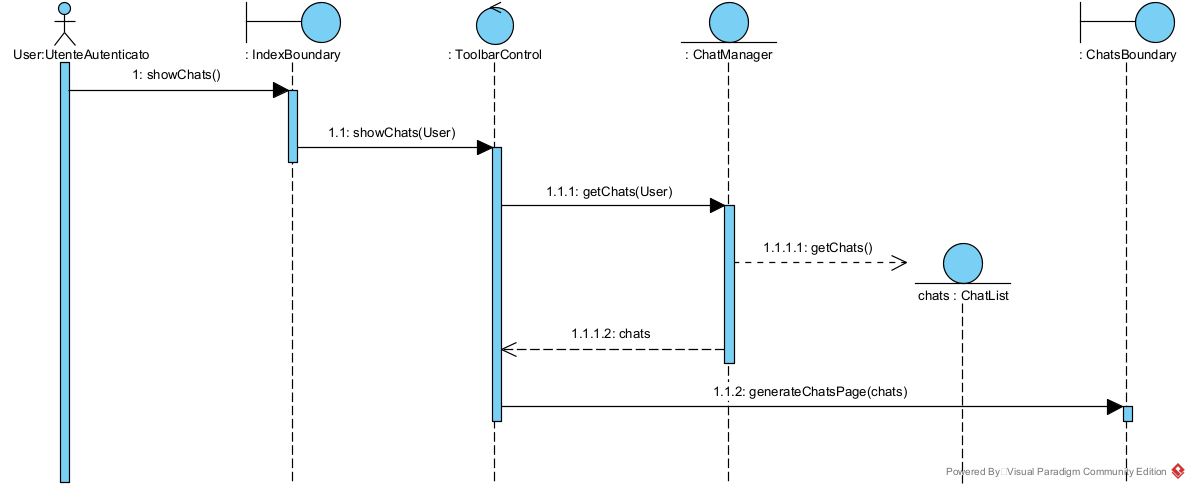 User:UtenteAutenticato
: IndexBoundary
: ToolbarControl
: ChatManager
: ChatsBoundary
1: showChats()
1.1: showChats(User)
1.1.1: getChats(User)
1.1.1.1: getChats()
chats : ChatList
1.1.1.2: chats
1.1.2: generateChatsPage(chats)
Powered By Visual Paradigm Community Edition